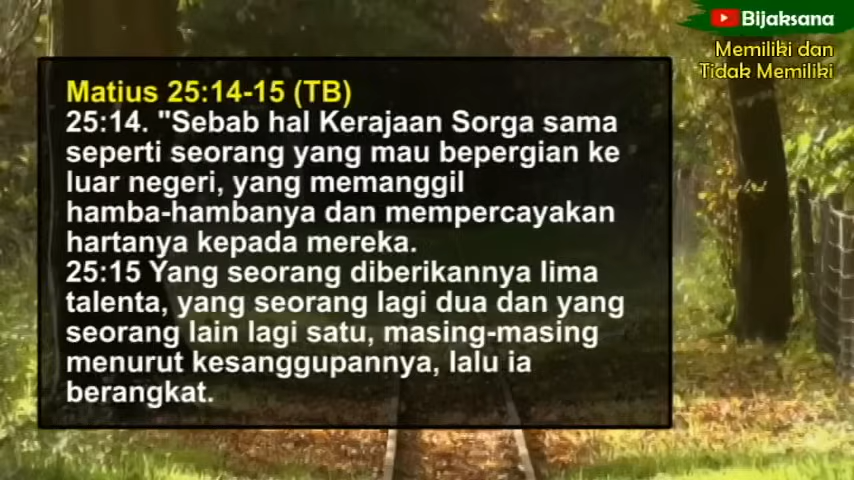 Bijaksana
Memiliki dan
Tidak Memiliki
Matius 25:14-15 (TB)
25:14. "Sebab hal Kerajaan Sorga sama
seperti seorang yang mau bepergian ke
luar negeri, yang memanggil
hamba-hambanya dan mempercayakan
hartanya kepada mereka.
25:15 Yang seorang diberikannya lima
talenta, yang seorang lagi dua dan yang
seorang lain lagi satu, masing-masing
menurut kesanggupannya, lalu ia
berangkat.